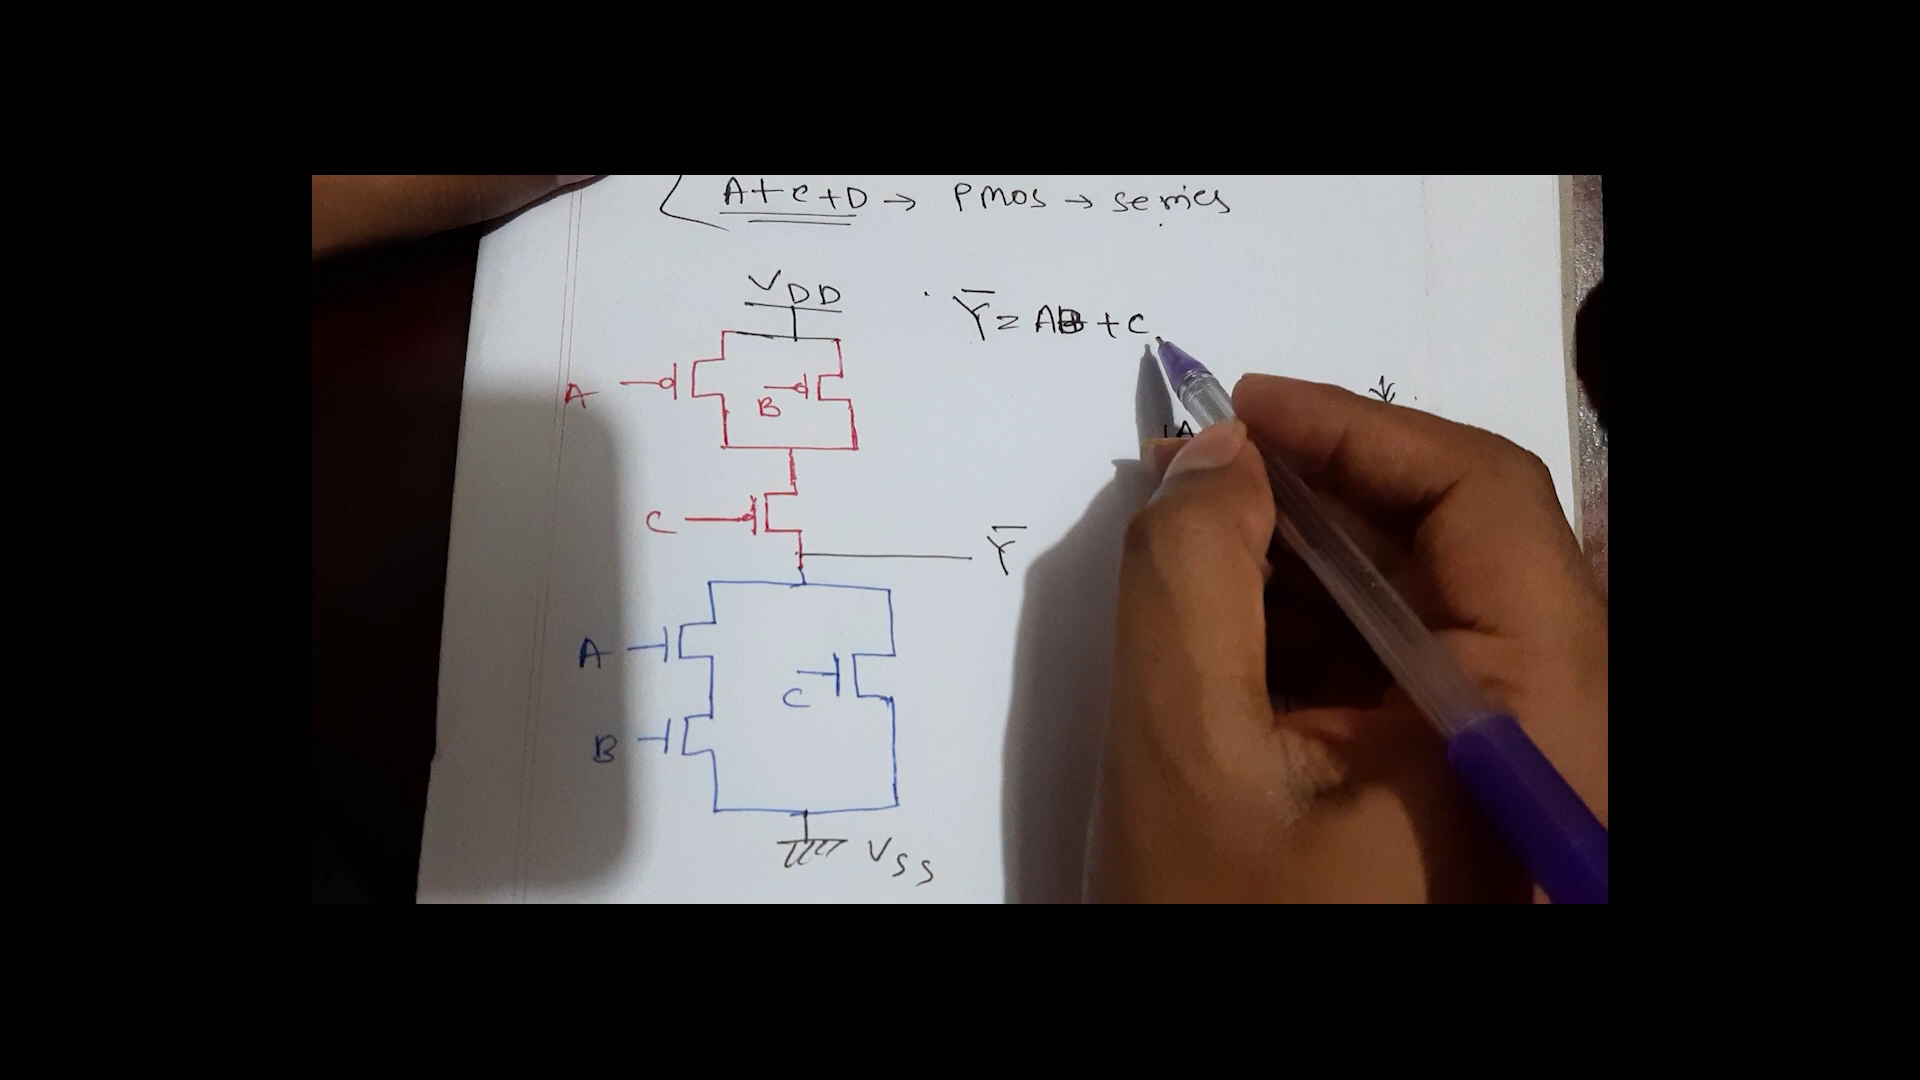 A+C+D → PMOS → series
VDD
Y̅ = AB + C
A
B
A
C
Y̅
A
C
B
VSS